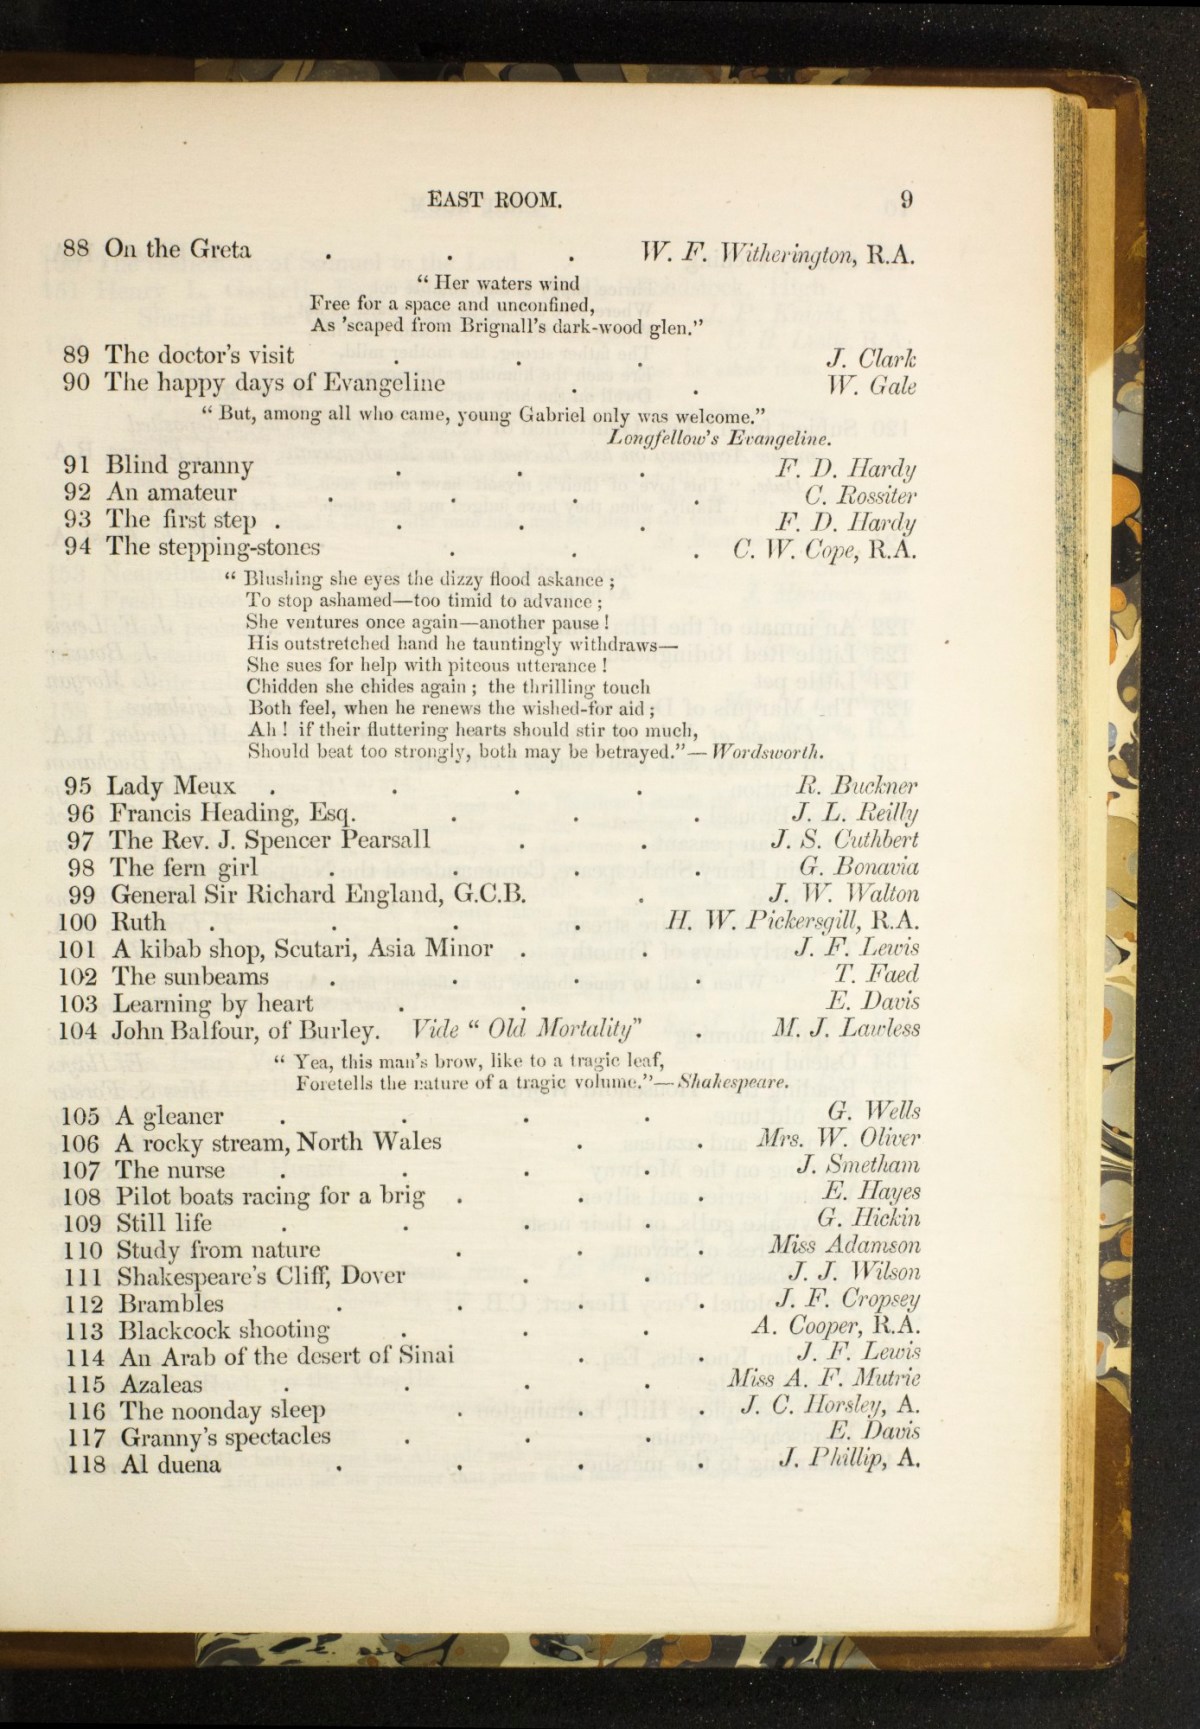 EAST ROOM. 9
88 On the Greta . . . W. F. Witherington, R.A.
“ Her waters wind
Free for a space and unconfined,
As ’scaped from Brignall’s dark-wood glen.”
89 The doctor’s visit . . . J. Clark
90 The happy days of Evangeline . . W. Gale
“ But, among all who came, young Gabriel only was welcome.”
Longfellow’s Evangeline.
91 Blind granny . . . F. D. Hardy
92 An amateur . . . . C. Rossiter
93 The first step . . . . F. D. Hardy
94 The stepping-stones . . . C. W. Cope, R.A.
“ Blushing she eyes the dizzy flood askance ;
To stop ashamed—too timid to advance ;
She ventures once again—another pause !
His outstretched hand he tauntingly withdraws—
She sues for help with piteous utterance !
Chidden she chides again ; the thrilling touch
Both feel, when he renews the wished-for aid ;
Ah ! if their fluttering hearts should stir too much,
Should beat too strongly, both may be betrayed.”—Wordsworth.
95 Lady Meux . . . . R. Buckner
96 Francis Heading, Esq. . . . J. L. Reilly
97 The Rev. J. Spencer Pearsall . . J. S. Cuthbert
98 The fern girl . . . . G. Bonavia
99 General Sir Richard England, G.C.B. . J. W. Walton
100 Ruth . . . . H. W. Pickersgill, R.A.
101 A kibab shop, Scutari, Asia Minor . . J. F. Lewis
102 The sunbeams . . . . T. Faed
103 Learning by heart . . . E. Davis
104 John Balfour, of Burley. Vide “ Old Mortality” . M. J. Lawless
“ Yea, this man’s brow, like to a tragic leaf,
Foretells the nature of a tragic volume.”—Shakespeare.
105 A gleaner . . . . G. Wells
106 A rocky stream, North Wales . . Mrs. W. Oliver
107 The nurse . . . . J. Smetham
108 Pilot boats racing for a brig . . . E. Hayes
109 Still life . . . . G. Hickin
110 Study from nature . . . Miss Adamson
111 Shakespeare’s Cliff, Dover . . J. J. Wilson
112 Brambles . . . . J. F. Cropsey
113 Blackcock shooting . . . A. Cooper, R.A.
114 An Arab of the desert of Sinai . . J. F. Lewis
115 Azaleas . . . . Miss A. F. Mutrie
116 The noonday sleep . . . J. C. Horsley, A.
117 Granny’s spectacles . . . E. Davis
118 Al duena . . . . J. Phillip, A.